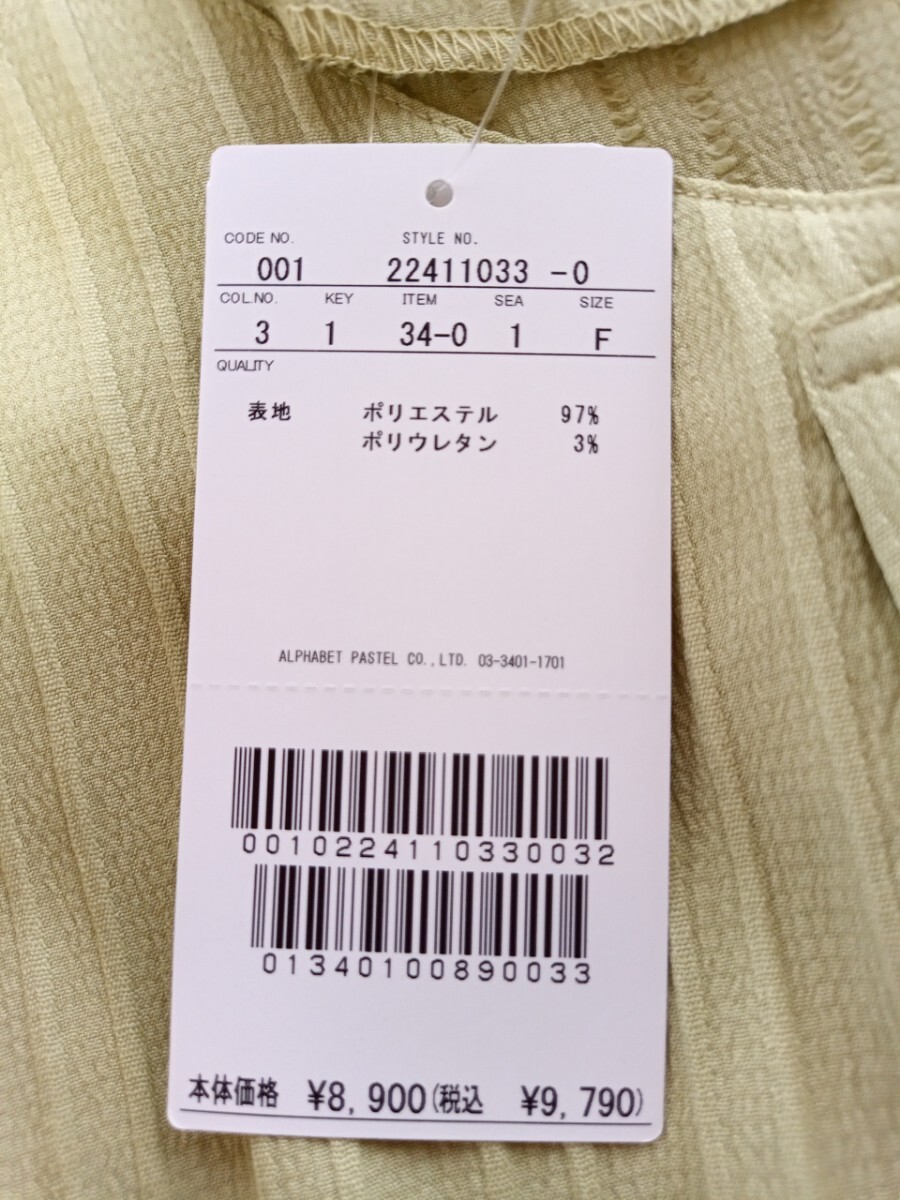 CODE NO. STYLE NO.
001 22411033 -0
COL.NO. KEY ITEM SEA SIZE
3 1 34-0 1 F
QUALITY
表地 ポリエステル 97%
ポリウレタン 3%
ALPHABET PASTEL CO.,LTD. 03-3401-1701
0010224110330032
01340100890033
本体価格 ¥8,900(税込 ¥9,790)